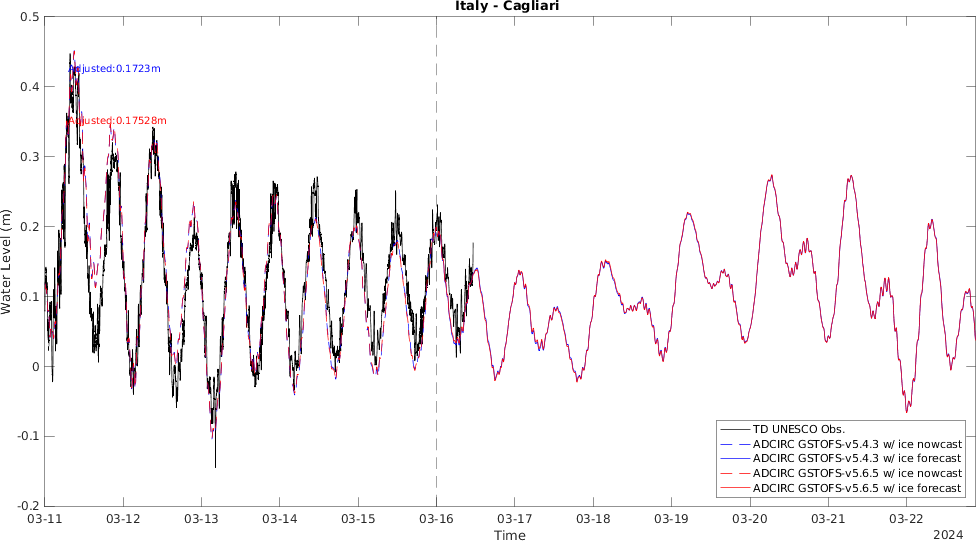 Italy - Cagliari
Water Level (m)
0.5
0.4
0.3
0.2
0.1
0
-0.1
-0.2
Adjusted:0.1723m
Adjusted:0.17528m
TD UNESCO Obs.
ADCIRC GSTOFS-v5.4.3 w/ ice nowcast
ADCIRC GSTOFS-v5.4.3 w/ ice forecast
ADCIRC GSTOFS-v5.6.5 w/ ice nowcast
ADCIRC GSTOFS-v5.6.5 w/ ice forecast
03-11 03-12 03-13 03-14 03-15 03-16 03-17 03-18 03-19 03-20 03-21 03-22
Time
2024